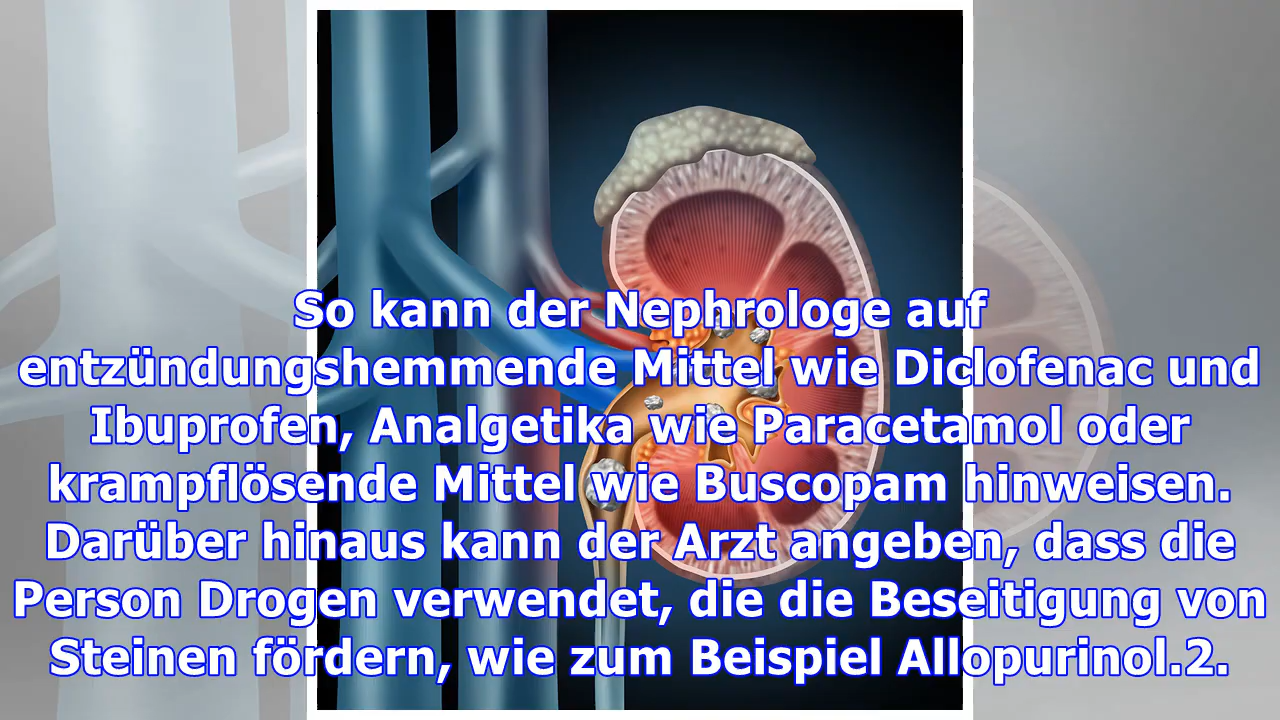 So kann der Nephrologe auf
entzündungshemmende Mittel wie Diclofenac und
Ibuprofen, Analgetika wie Paracetamol oder
krampflösende Mittel wie Buscopam hinweisen.
Darüber hinaus kann der Arzt angeben, dass die
Person Drogen verwendet, die die Beseitigung von
Steinen fördern, wie zum Beispiel Allopurinol.2.